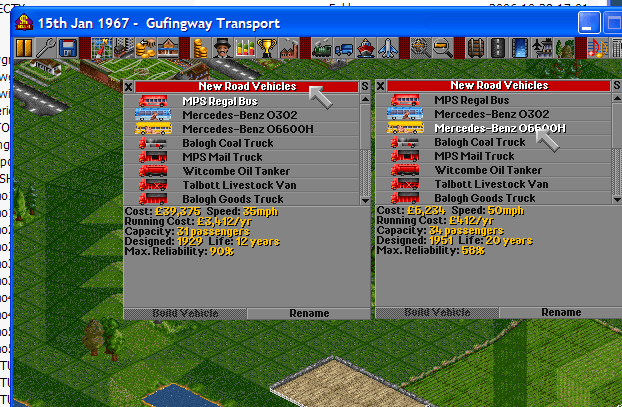 15th Jan 1967 - Gufingway Transport
New Road Vehicles
X
S
MPS Regal Bus
Mercedes-Benz O302
Mercedes-Benz O6600H
Balogh Coal Truck
MPS Mail Truck
Witcombe Oil Tanker
Talbott Livestock Van
Balogh Goods Truck
Cost: £39,375 Speed: 35mph
Running Cost: £3,412/yr
Capacity: 31 passengers
Designed: 1929 Life: 12 years
Max. Reliability: 90%
Build Vehicle
Rename
X
New Road Vehicles
S
MPS Regal Bus
Mercedes-Benz O302
Mercedes-Benz O6600H
Balogh Coal Truck
MPS Mail Truck
Witcombe Oil Tanker
Talbott Livestock Van
Balogh Goods Truck
Cost: £6,234 Speed: 50mph
Running Cost: £412/yr
Capacity: 34 passengers
Designed: 1951 Life: 20 years
Max. Reliability: 58%
Build Vehicle
Rename